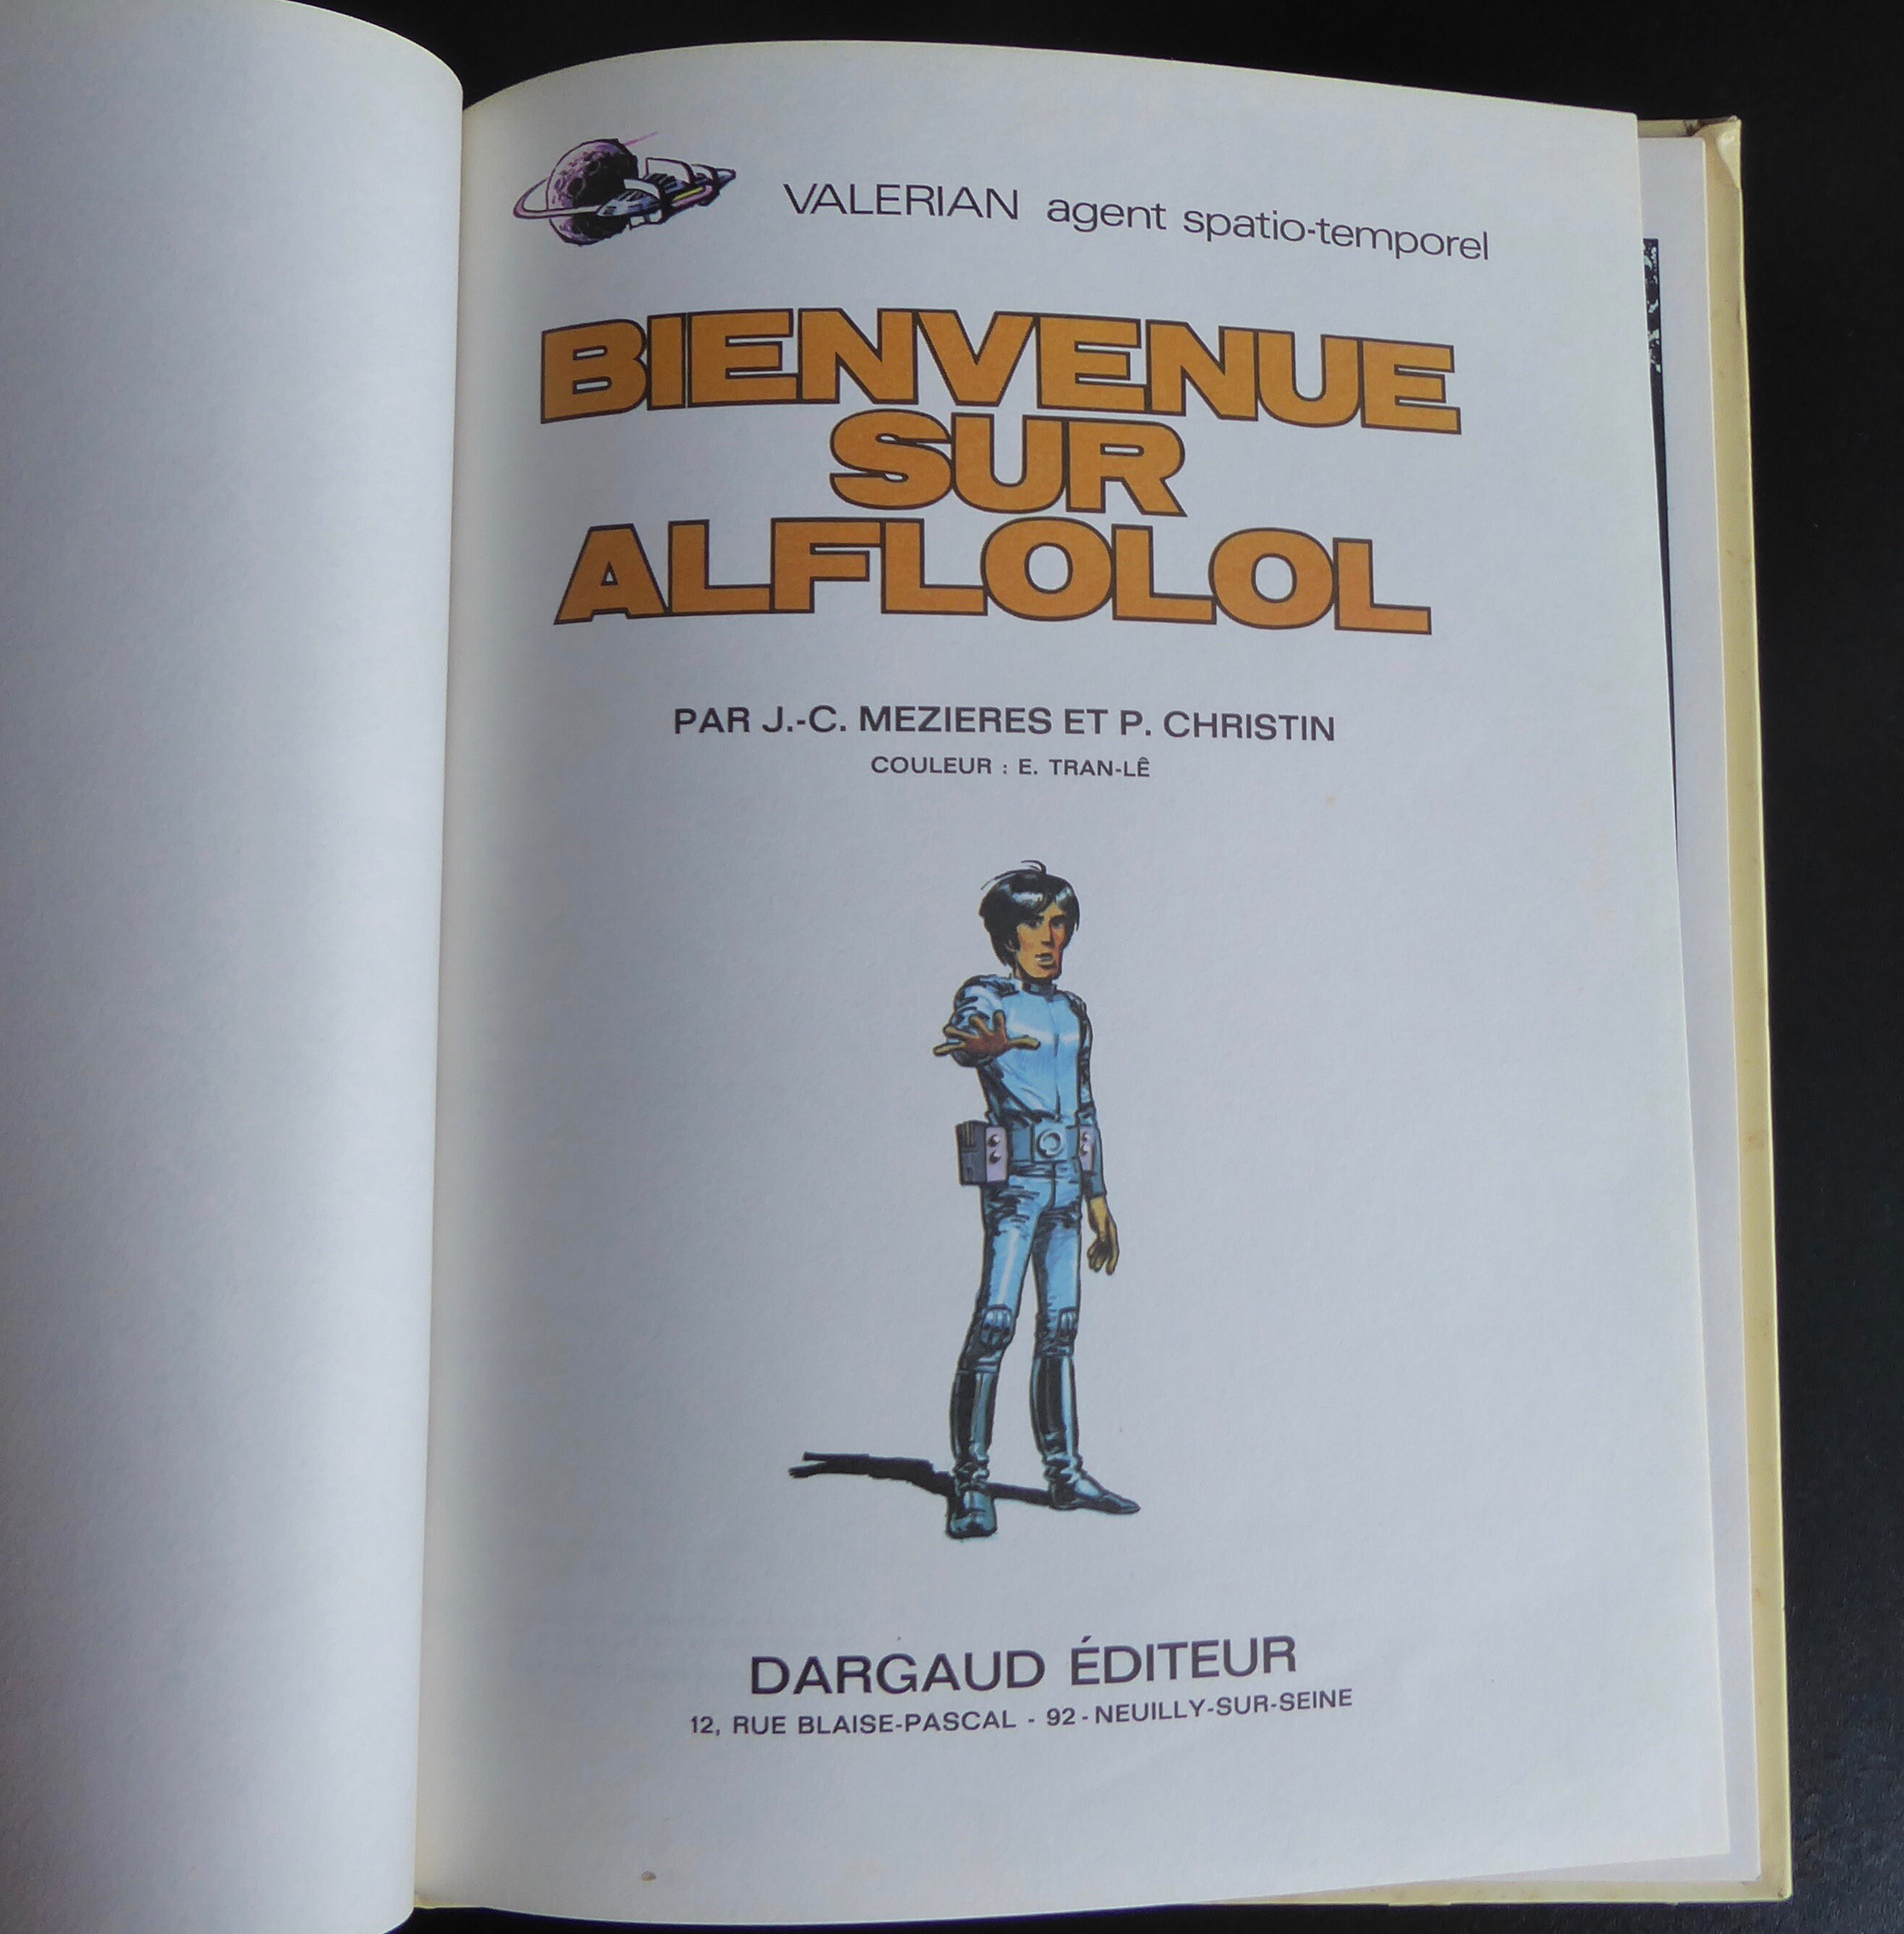 VALERIAN agent spatio-temporel
BIENVENUE
SUR
ALFLOLOL
PAR J.-C. MEZIERES ET P. CHRISTIN
COULEUR : E. TRAN-LÊ
DARGAUD ÉDITEUR
12, RUE BLAISE-PASCAL - 92 - NEUILLY-SUR-SEINE